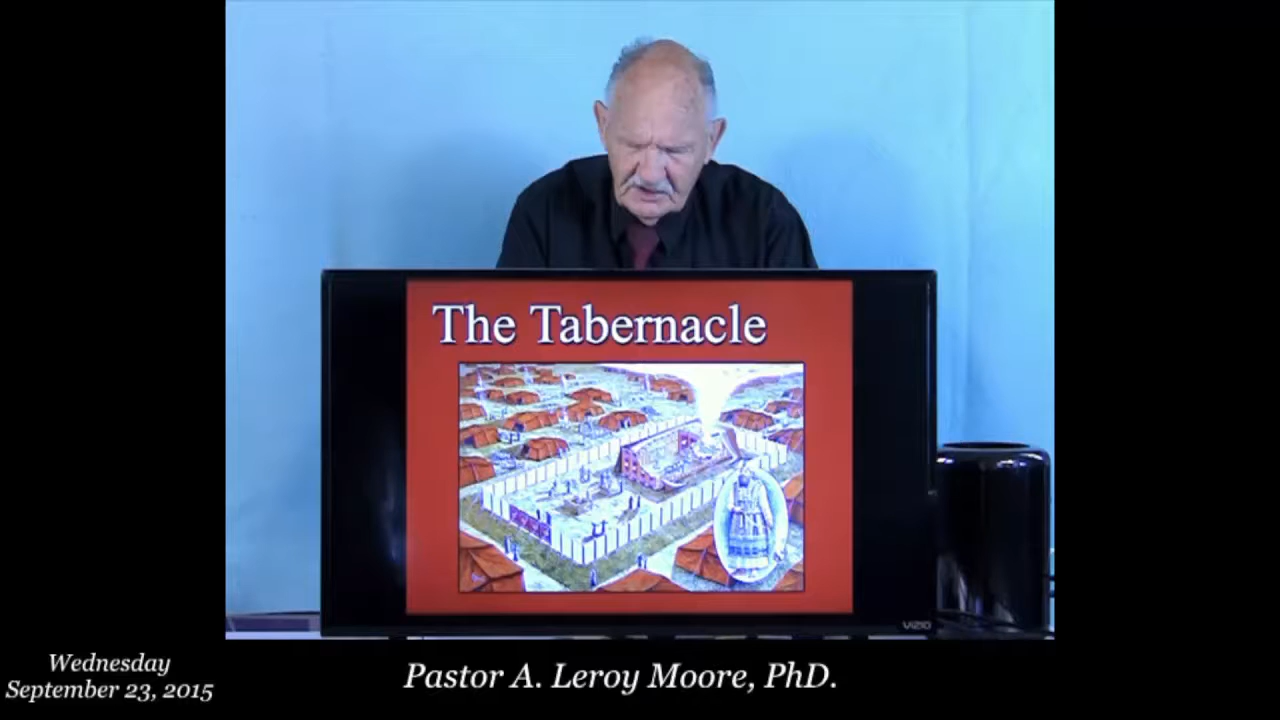 The Tabernacle
VIZIO
Wednesday
September 23, 2015
Pastor A. Leroy Moore, PhD.